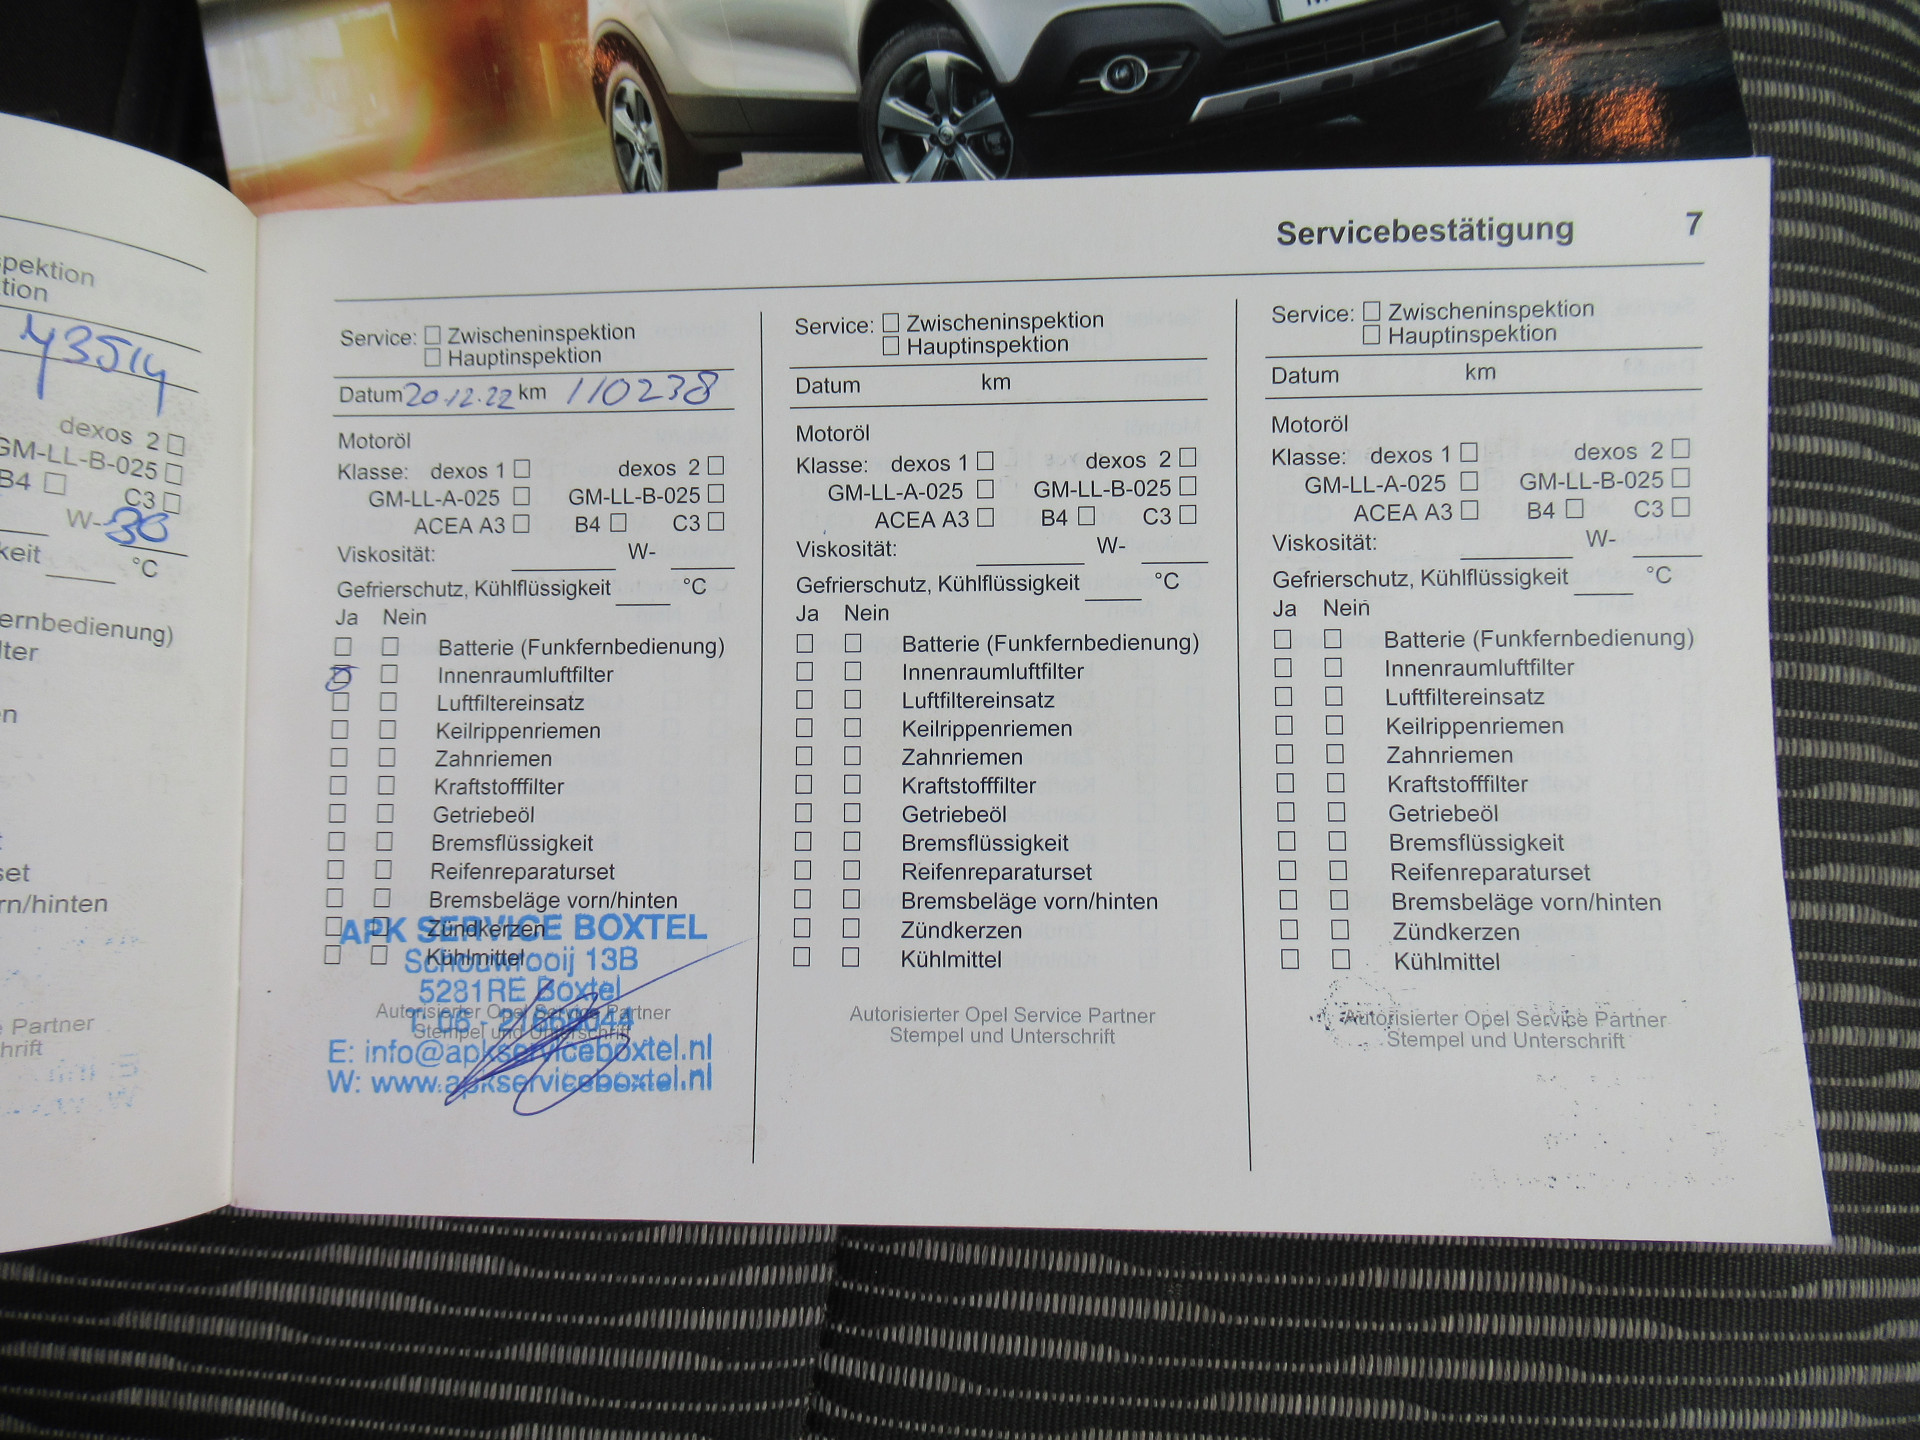 pektion
tion
dexos 2
GM-LL-B-025
B4 C3
W- 30
keit °C
ernbedienung)
lter
n
set
rn/hinten
Partner
hrift
Servicebestätigung 7
Service: Zwischeninspektion
Hauptinspektion
Datum 20.12.22 km 110238
Motoröl
Klasse: dexos 1 dexos 2
GM-LL-A-025 GM-LL-B-025
ACEA A3 B4 C3
Viskosität: W-
Gefrierschutz, Kühlflüssigkeit °C
Ja Nein
Batterie (Funkfernbedienung)
Innenraumluftfilter
Luftfiltereinsatz
Keilrippenriemen
Zahnriemen
Kraftstofffilter
Getriebeöl
Bremsflüssigkeit
Reifenreparaturset
Bremsbeläge vorn/hinten
Zündkerzen
Kühlmittel
Autorisierter Opel Service Partner
Stempel und Unterschrift
APK SERVICE BOXTEL
Schouwrooij 13B
5281RE Boxtel
T: 06 -
E: info@apkserviceboxtel.nl
W: www.apkserviceboxtel.nl
Service: Zwischeninspektion
Hauptinspektion
Datum km
Motoröl
Klasse: dexos 1 dexos 2
GM-LL-A-025 GM-LL-B-025
ACEA A3 B4 C3
Viskosität: W-
Gefrierschutz, Kühlflüssigkeit °C
Ja Nein
Batterie (Funkfernbedienung)
Innenraumluftfilter
Luftfiltereinsatz
Keilrippenriemen
Zahnriemen
Kraftstofffilter
Getriebeöl
Bremsflüssigkeit
Reifenreparaturset
Bremsbeläge vorn/hinten
Zündkerzen
Kühlmittel
Autorisierter Opel Service Partner
Stempel und Unterschrift
Service: Zwischeninspektion
Hauptinspektion
Datum km
Motoröl
Klasse: dexos 1 dexos 2
GM-LL-A-025 GM-LL-B-025
ACEA A3 B4 C3
Viskosität: W-
Gefrierschutz, Kühlflüssigkeit °C
Ja Nein
Batterie (Funkfernbedienung)
Innenraumluftfilter
Luftfiltereinsatz
Keilrippenriemen
Zahnriemen
Kraftstofffilter
Getriebeöl
Bremsflüssigkeit
Reifenreparaturset
Bremsbeläge vorn/hinten
Zündkerzen
Kühlmittel
Autorisierter Opel Service Partner
Stempel und Unterschrift